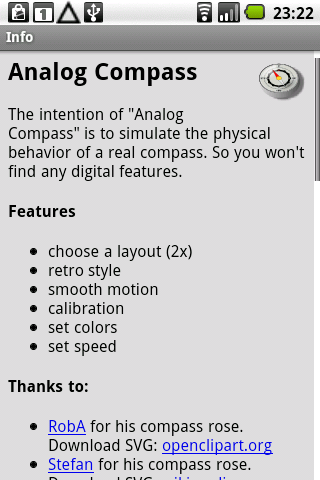 23:22
Info
Analog Compass
The intention of "Analog
Compass" is to simulate the physical
behavior of a real compass. So you won't
find any digital features.
Features
choose a layout (2x)
retro style
smooth motion
calibration
set colors
set speed
Thanks to:
RobA for his compass rose.
Download SVG: openclipart.org
Stefan for his compass rose.
Download SVG: